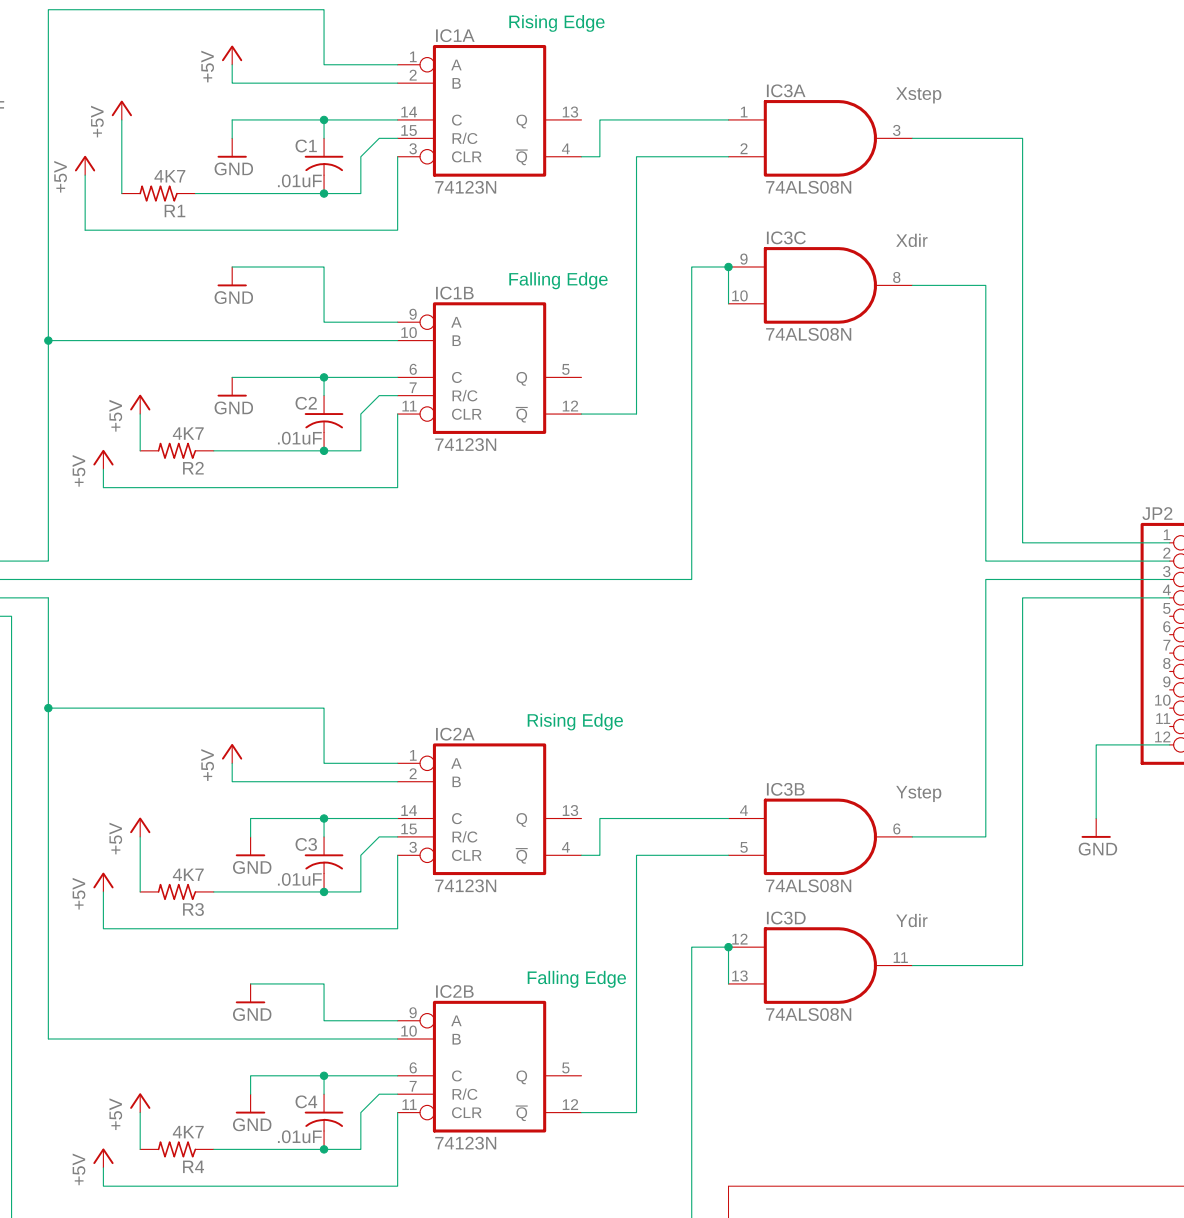 Rising Edge
IC1A
+5V
1
A
2
B
+5V
14
C
Q
13
15
R/C
C1
GND
3
CLR
Q
4
+5V
4K7
.01uF
74123N
R1
IC3A
Xstep
1
2
3
74ALS08N
IC3C
Xdir
9
10
8
74ALS08N
Falling Edge
GND
IC1B
9
A
10
B
6
C
Q
5
7
R/C
C2
GND
11
CLR
Q
12
+5V
4K7
.01uF
74123N
R2
+5V
JP2
1
2
3
4
5
6
7
8
9
10
11
12
GND
Rising Edge
IC2A
+5V
1
A
2
B
14
C
Q
13
15
R/C
C3
GND
3
CLR
Q
4
+5V
4K7
.01uF
74123N
R3
+5V
IC3B
Ystep
4
5
6
74ALS08N
IC3D
Ydir
12
13
11
74ALS08N
Falling Edge
GND
IC2B
9
A
10
B
6
C
Q
5
7
R/C
C4
GND
11
CLR
Q
12
+5V
4K7
.01uF
74123N
R4
+5V